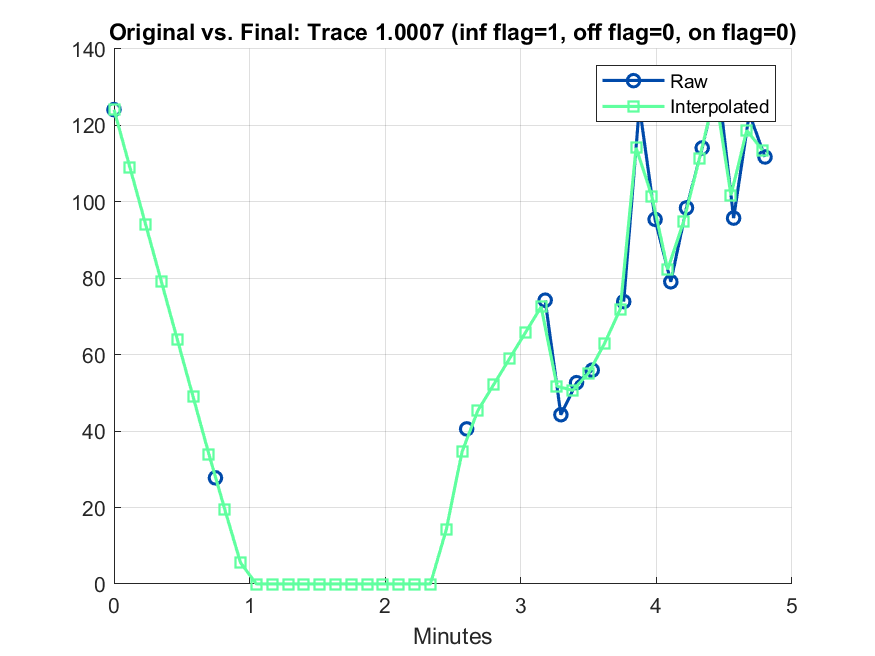 Original vs. Final: Trace 1.0007 (inf flag=1, off flag=0, on flag=0)
140
120
100
80
60
40
20
0
Raw
Interpolated
0 1 2 3 4 5
Minutes